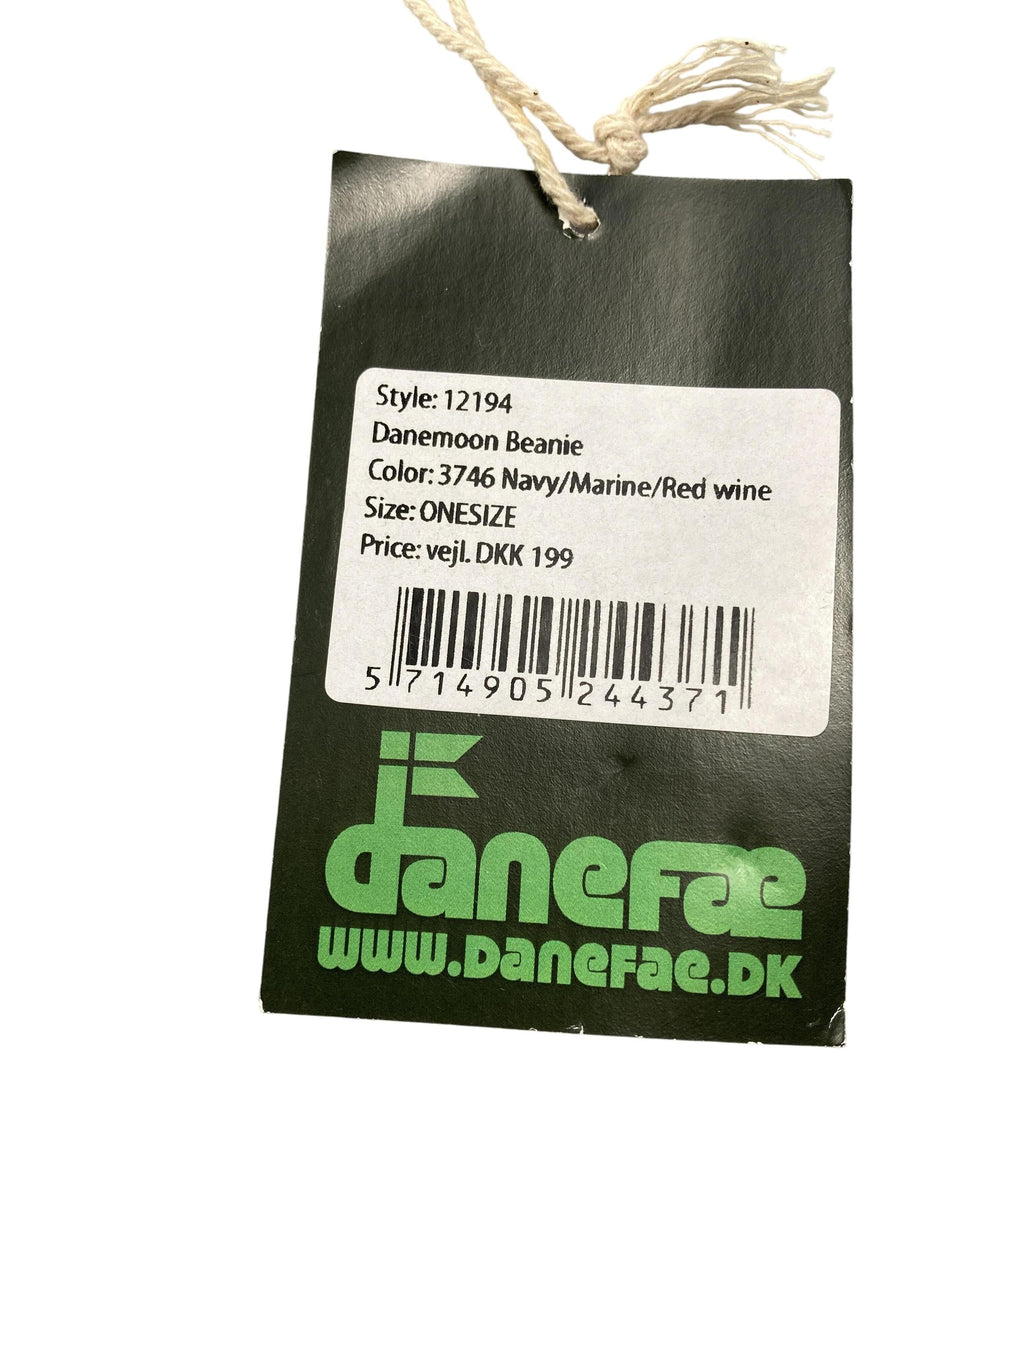 Style: 12194
Danemoon Beanie
Color: 3746 Navy/Marine/Red wine
Size: ONESIZE
Price: vejl. DKK 199
5 714905 244371
danefæ
www.danefae.dk